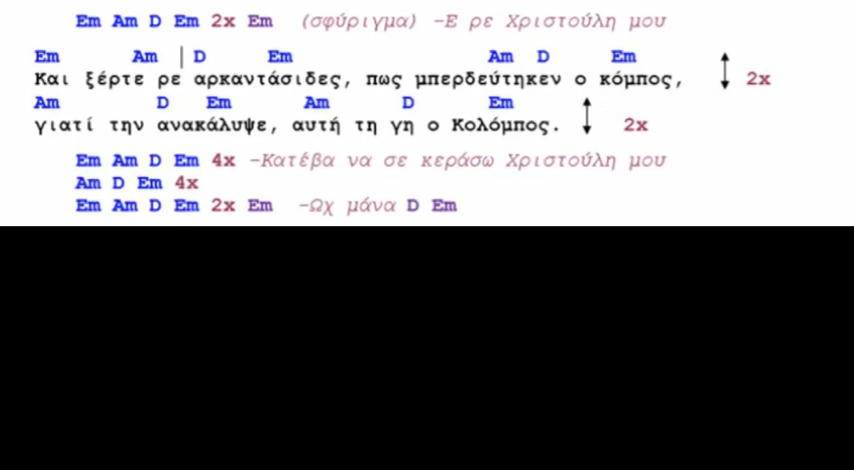 Em Am D Em 2x Em (σφύριγμα) -Ε ρε Χριστούλη μου
Em Am D Em Am D Em
Και ξέρτε ρε αρκαντάσιδες, πως μπερδεύτηκεν ο κόμπος, 2x
Am D Em Am D Em
γιατί την ανακάλυψε, αυτή τη γη ο Κολόμπος. 2x
Em Am D Em 4x -Κατέβα να σε κεράσω Χριστούλη μου
Am D Em 4x
Em Am D Em 2x Em -Ωχ μάνα D Em